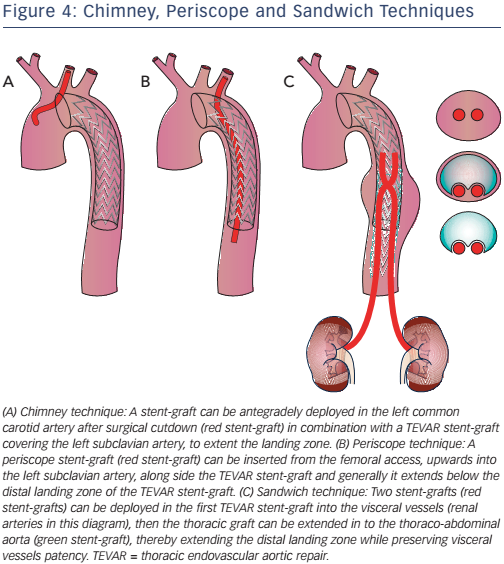 Figure 4: Chimney, Periscope and Sandwich Techniques
A
B
C
(A) Chimney technique: A stent-graft can be antegradely deployed in the left common
carotid artery after surgical cutdown (red stent-graft) in combination with a TEVAR stent-graft
covering the left subclavian artery, to extent the landing zone. (B) Periscope technique: A
periscope stent-graft (red stent-graft) can be inserted from the femoral access, upwards into
the left subclavian artery, along side the TEVAR stent-graft and generally it extends below the
distal landing zone of the TEVAR stent-graft. (C) Sandwich technique: Two stent-grafts (red
stent-grafts) can be deployed in the first TEVAR stent-graft into the visceral vessels (renal
arteries in this diagram), then the thoracic graft can be extended in to the thoraco-abdominal
aorta (green stent-graft), thereby extending the distal landing zone while preserving visceral
vessels patency. TEVAR = thoracic endovascular aortic repair.